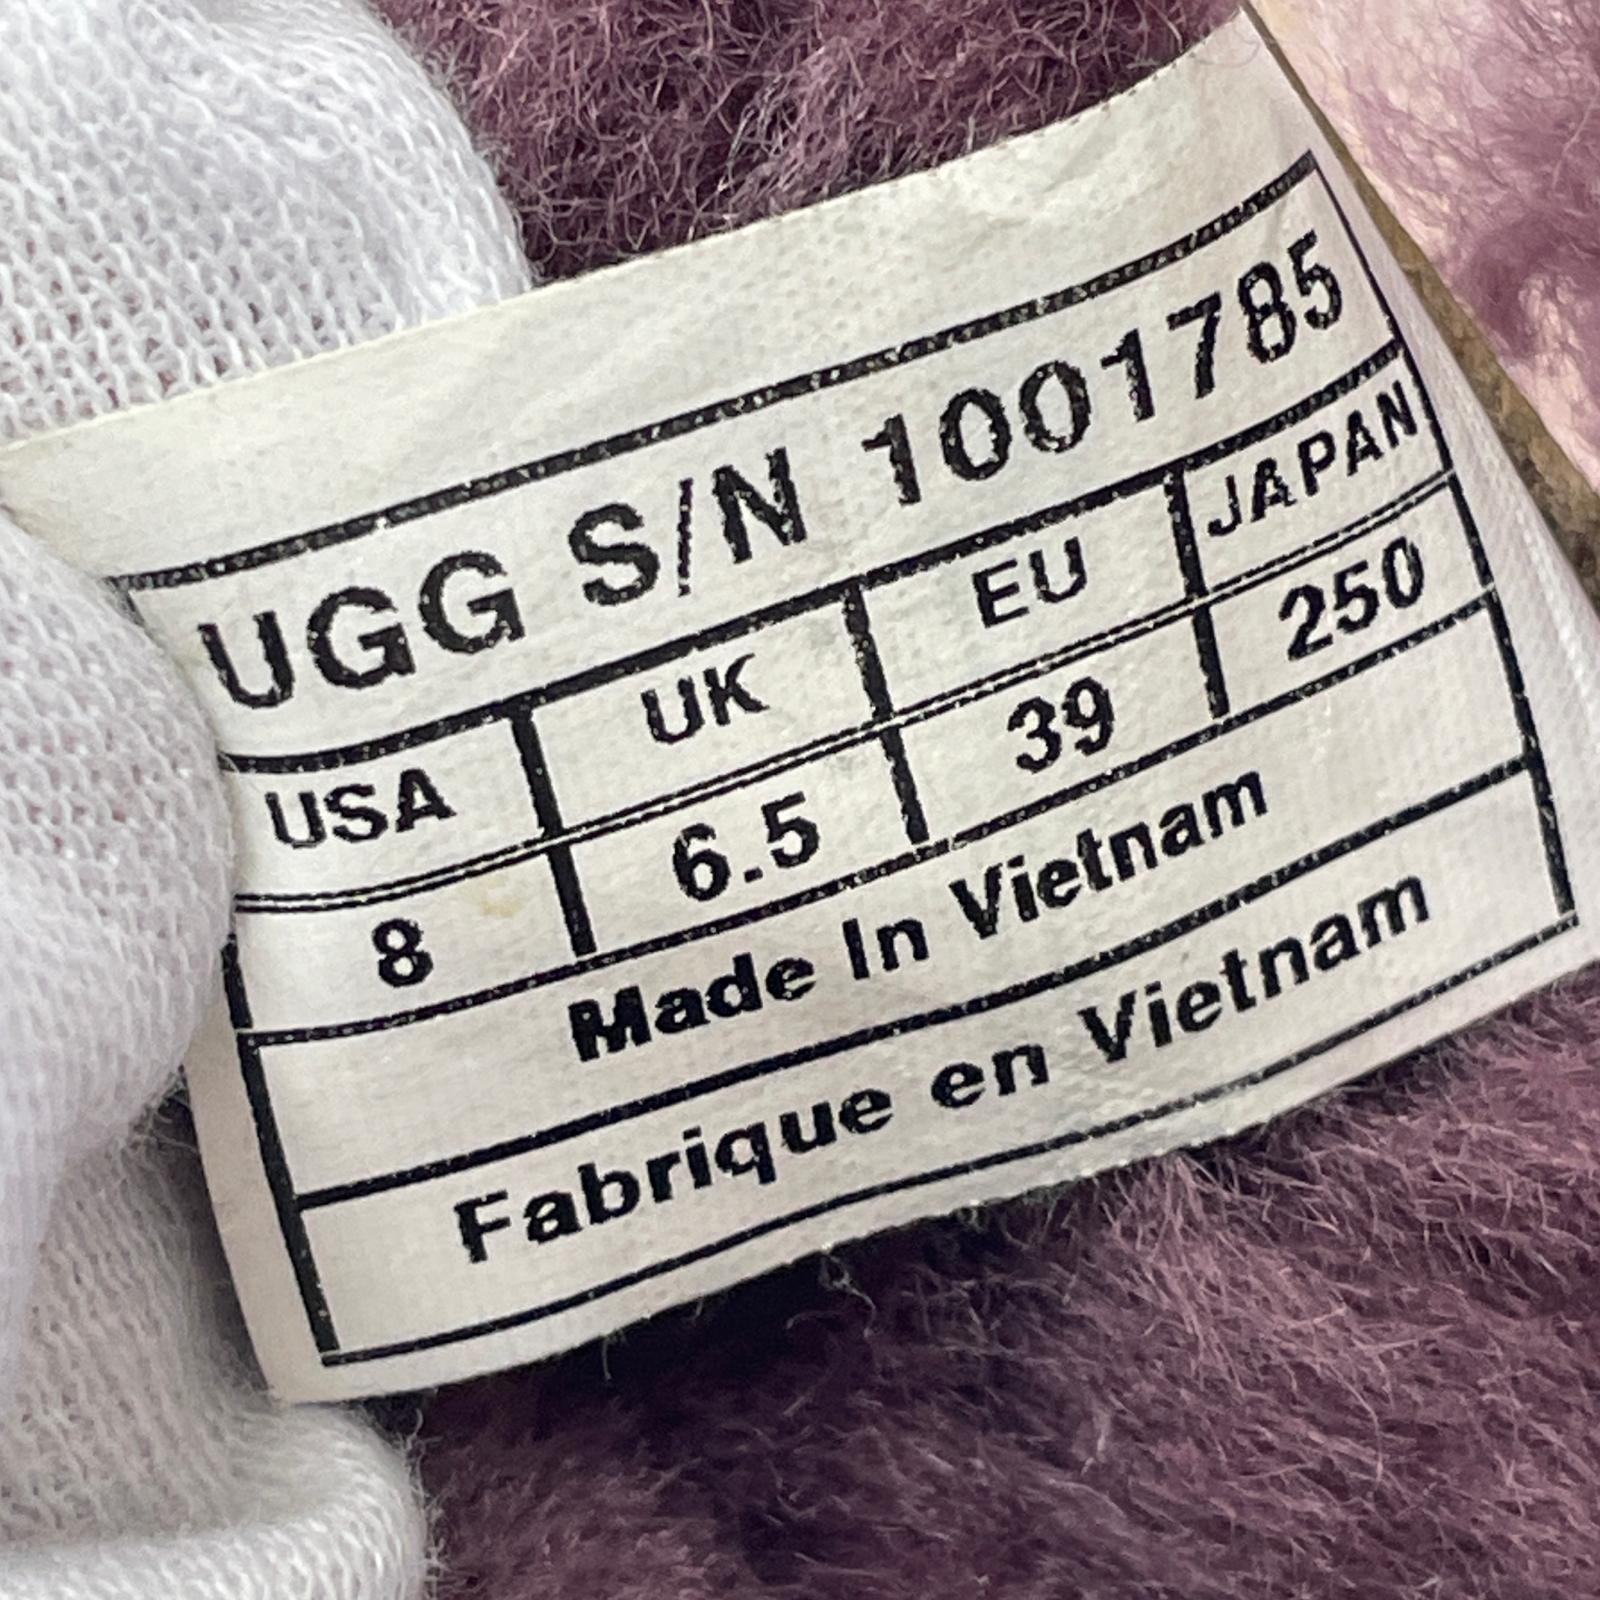 UGG S/N 1001785
USA UK EU JAPAN
8 6.5 39 250
Made In Vietnam
Fabrique en Vietnam